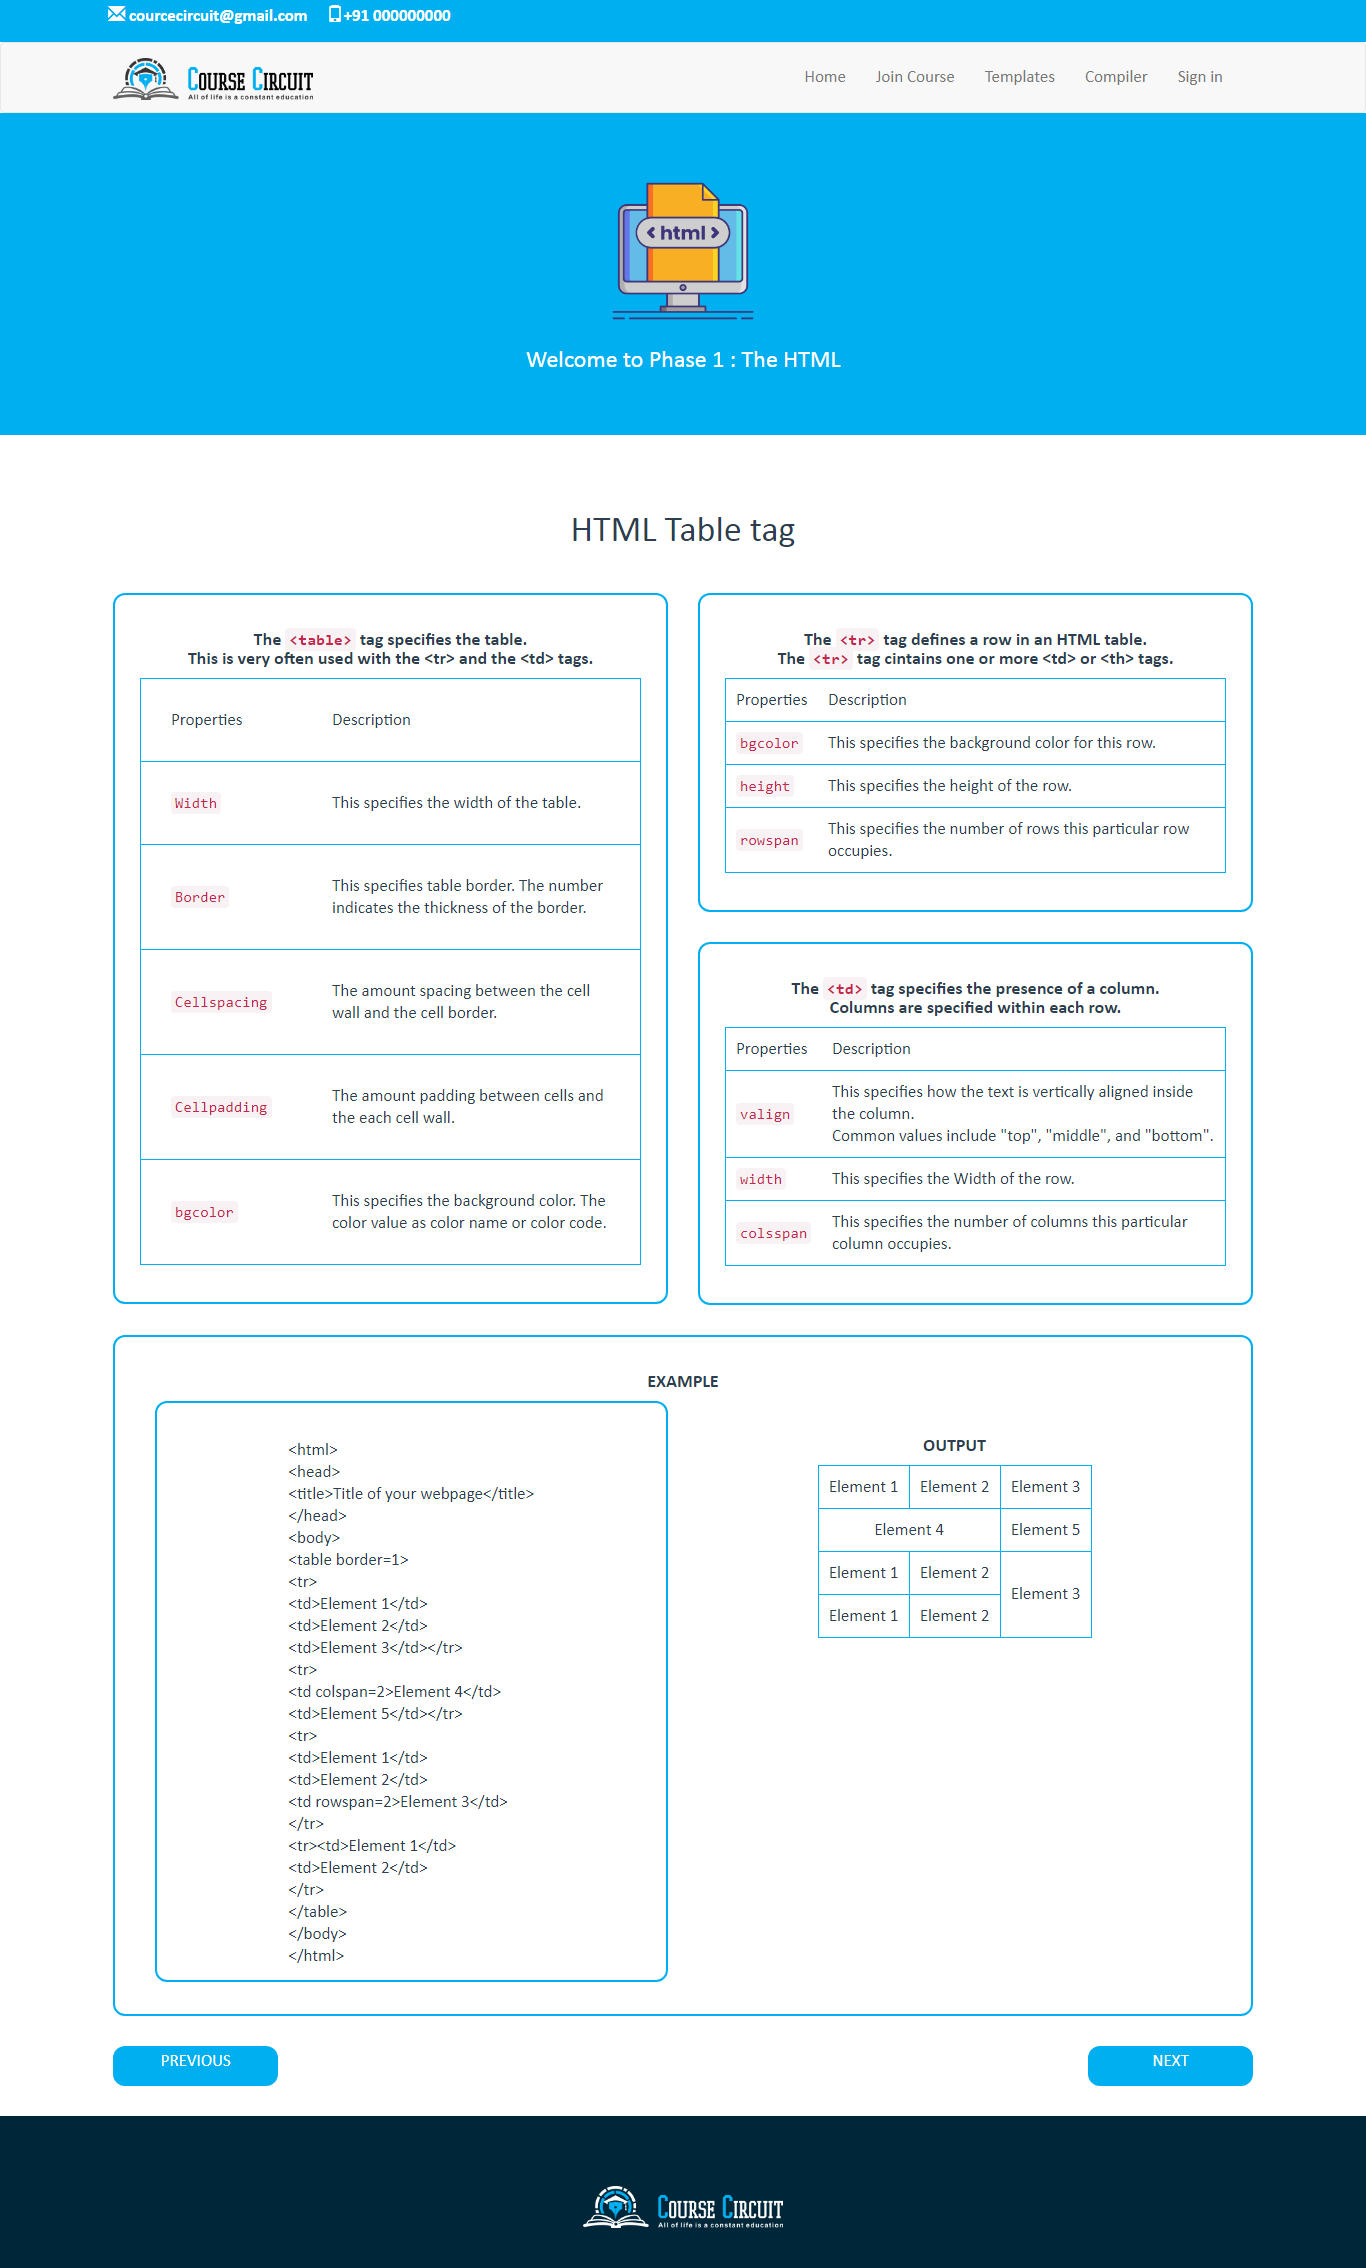 courcecircuit@gmail.com +91 000000000
COURSE CIRCUIT
All of life is a constant education
Home Join Course Templates Compiler Sign in
<html>
Welcome to Phase 1 : The HTML
HTML Table tag
The <table> tag specifies the table.
This is very often used with the <tr> and the <td> tags.
Properties Description
Width This specifies the width of the table.
Border This specifies table border. The number
indicates the thickness of the border.
Cellspacing The amount spacing between the cell
wall and the cell border.
Cellpadding The amount padding between cells and
the each cell wall.
bgcolor This specifies the background color. The
color value as color name or color code.
The <tr> tag defines a row in an HTML table.
The <tr> tag cintains one or more <td> or <th> tags.
Properties Description
bgcolor This specifies the background color for this row.
height This specifies the height of the row.
rowspan This specifies the number of rows this particular row
occupies.
The <td> tag specifies the presence of a column.
Columns are specified within each row.
Properties Description
valign This specifies how the text is vertically aligned inside
the column.
Common values include "top", "middle", and "bottom".
width This specifies the Width of the row.
colsspan This specifies the number of columns this particular
column occupies.
EXAMPLE
<html>
<head>
<title>Title of your webpage</title>
</head>
<body>
<table border=1>
<tr>
<td>Element 1</td>
<td>Element 2</td>
<td>Element 3</td></tr>
<tr>
<td colspan=2>Element 4</td>
<td>Element 5</td></tr>
<tr>
<td>Element 1</td>
<td>Element 2</td>
<td rowspan=2>Element 3</td>
</tr>
<tr><td>Element 1</td>
<td>Element 2</td>
</tr>
</table>
</body>
</html>
OUTPUT
Element 1 Element 2 Element 3
Element 4 Element 5
Element 1 Element 2
Element 3
Element 1 Element 2
PREVIOUS NEXT
COURSE CIRCUIT
All of life is a constant education